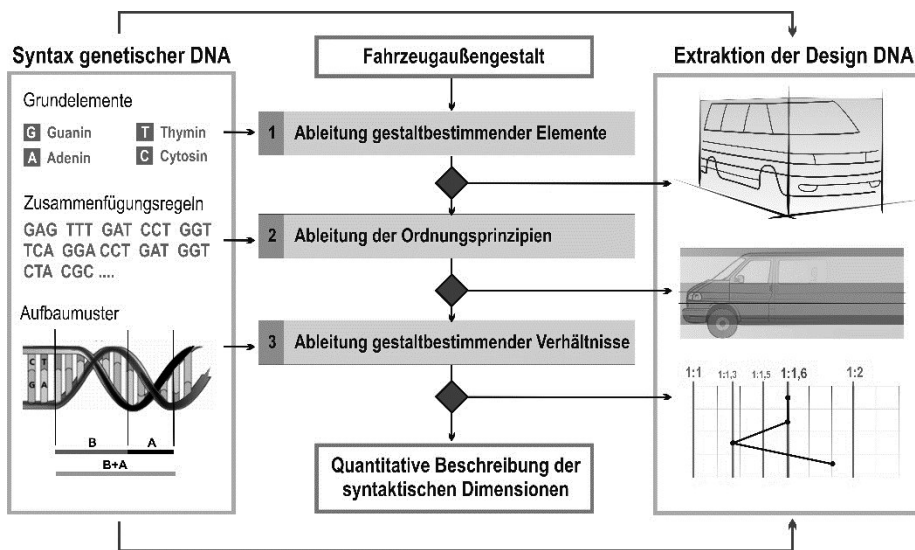 Syntax genetischer DNA
Grundelemente
G Guanin T Thymin
A Adenin C Cytosin
Zusammenfügungsregeln
GAG TTT GAT CCT GGT
TCA GGA CCT GAT GGT
CTA CGC ....
Aufbaumuster
C T
G A
B A
B+A
Fahrzeugaußengestalt
1 Ableitung gestaltbestimmender Elemente
2 Ableitung der Ordnungsprinzipien
3 Ableitung gestaltbestimmender Verhältnisse
Quantitative Beschreibung der
syntaktischen Dimensionen
Extraktion der Design DNA
1:1 1:1,3 1:1,5 1:1,6 1:2